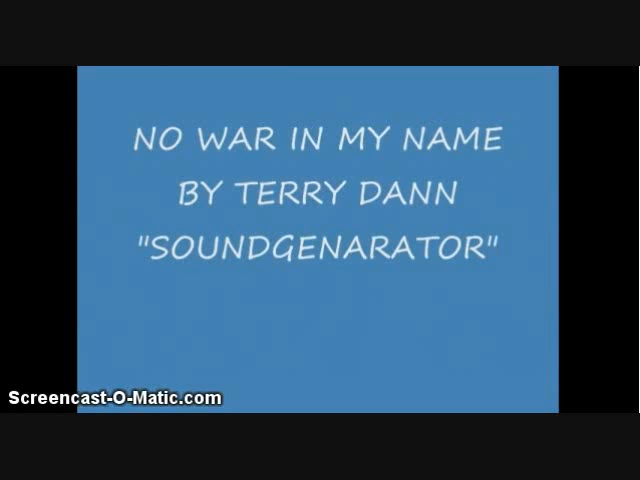 NO WAR IN MY NAME
BY TERRY DANN
"SOUNDGENARATOR"
Screencast-O-Matic.com